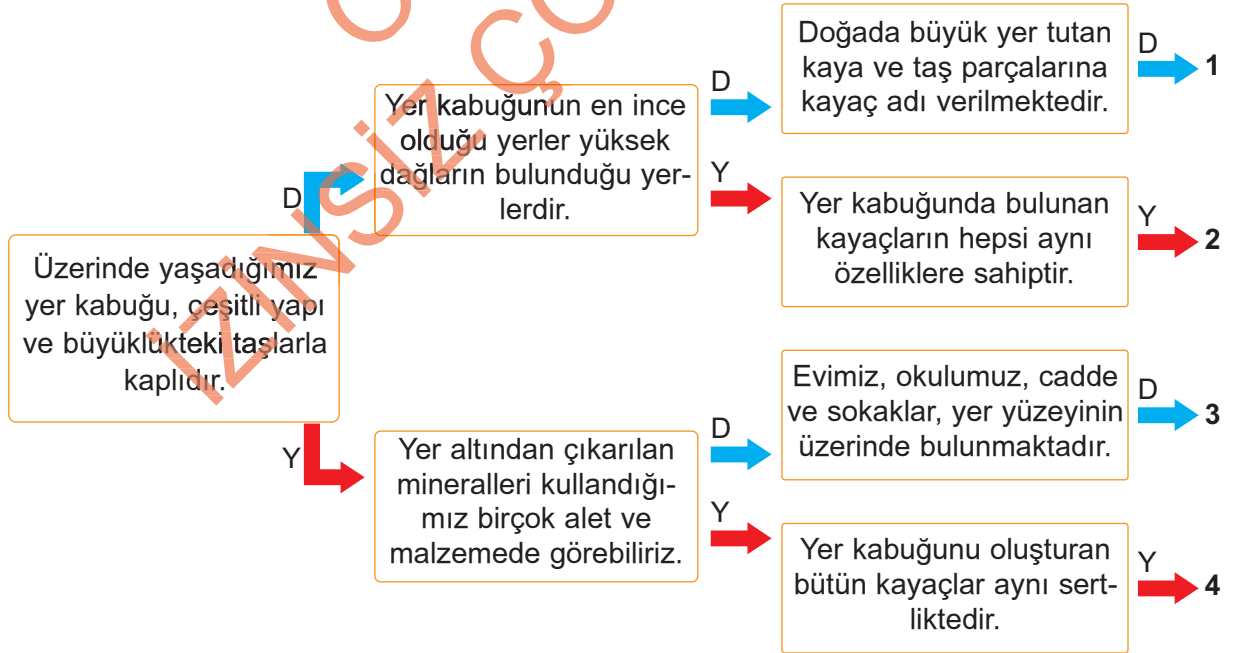 Üzerinde yaşadığımız
yer kabuğu, çeşitli yapı
ve büyüklükteki taşlarla
kaplıdır.
D
Y
Yer kabuğunun en ince
olduğu yerler yüksek
dağların bulunduğu yer-
lerdir.
D
Y
Yer altından çıkarılan
mineralleri kullandığı-
mız birçok alet ve
malzemede görebiliriz.
D
Y
Doğada büyük yer tutan
kaya ve taş parçalarına
kayaç adı verilmektedir.
D
1
Yer kabuğunda bulunan
kayaçların hepsi aynı
özelliklere sahiptir.
Y
2
Evimiz, okulumuz, cadde
ve sokaklar, yer yüzeyinin
üzerinde bulunmaktadır.
D
3
Yer kabuğunu oluşturan
bütün kayaçlar aynı sert-
liktedir.
Y
4
İZİNSİZ